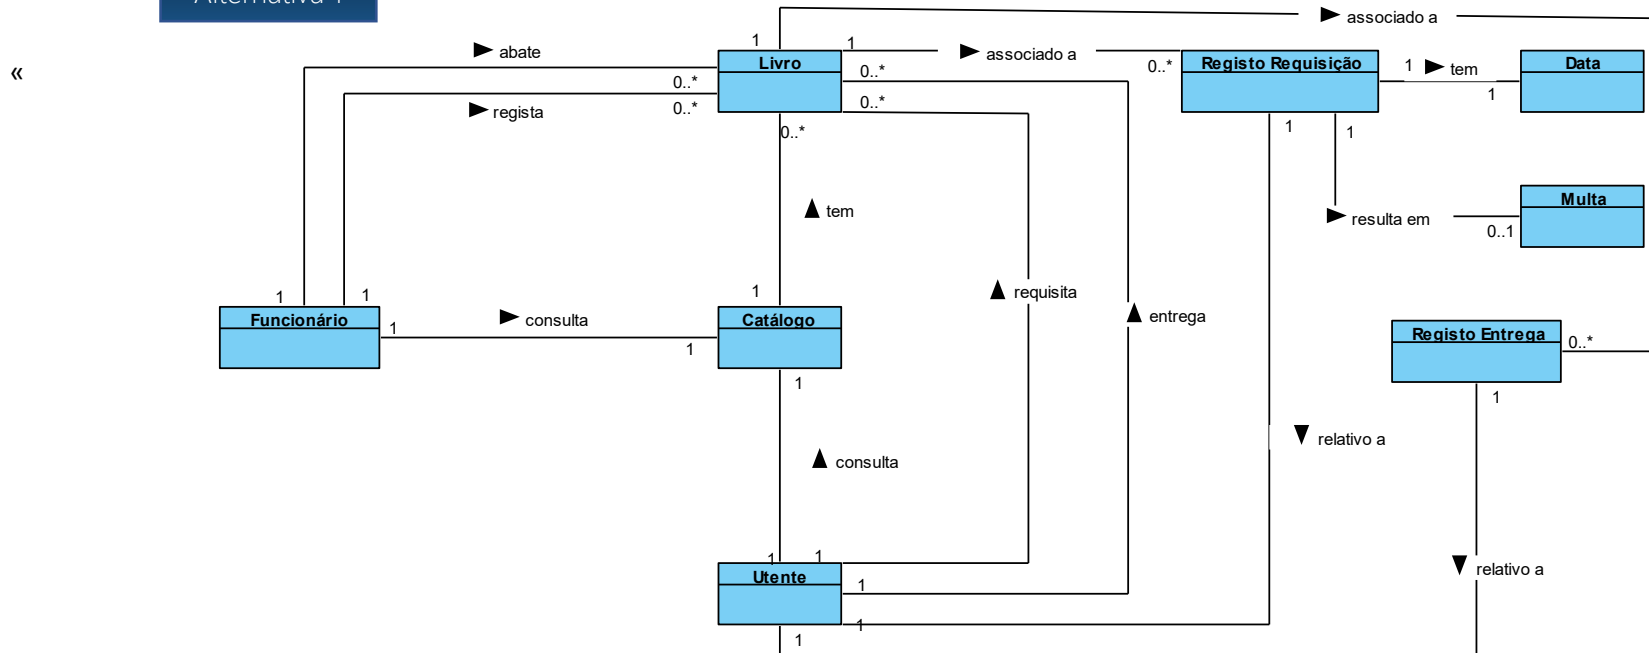 associado a
«
abate
1
1
associado a
Livro
Registo Requisição
1
tem
Data
0..*
0..*
0..*
1
regista
0..*
0..*
0..*
1
1
tem
resulta em
0..1
Multa
1
requisita
entrega
1
1
Funcionário
1
consulta
1
Catálogo
Registo Entrega
0..*
1
1
relativo a
consulta
1
1
relativo a
Utente
1
1
1